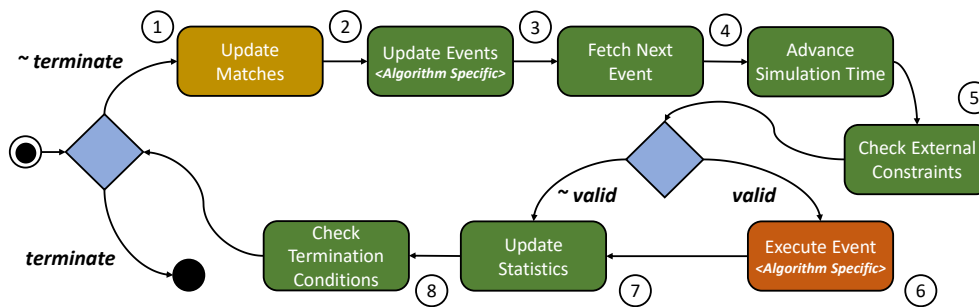 1
Update
Matches
2
Update Events
<Algorithm Specific>
3
Fetch Next
Event
4
Advance
Simulation Time
5
~ terminate
Check External
Constraints
~ valid
valid
terminate
Check
Termination
Conditions
8
Update
Statistics
7
Execute Event
<Algorithm Specific>
6